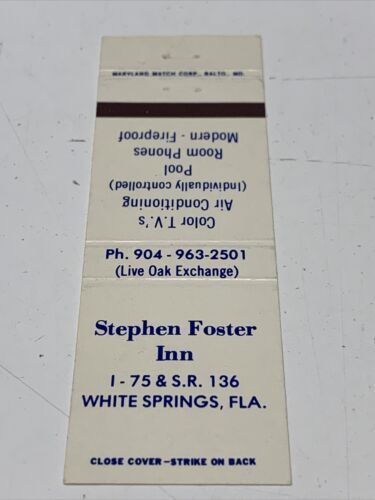 MARYLAND MATCH CORP., BALTO., MD.
Color T.V.'s
Air Conditioning
(Individually controlled)
Pool
Room Phones
Modern - Fireproof
Ph. 904 - 963-2501
(Live Oak Exchange)
Stephen Foster
Inn
I - 75 & S.R. 136
WHITE SPRINGS, FLA.
CLOSE COVER—STRIKE ON BACK